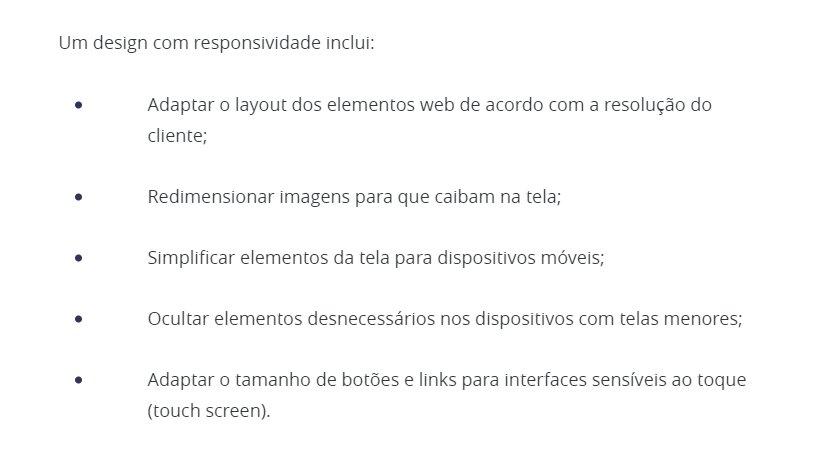 Um design com responsividade inclui:
• Adaptar o layout dos elementos web de acordo com a resolução do
cliente;
• Redimensionar imagens para que caibam na tela;
• Simplificar elementos da tela para dispositivos móveis;
• Ocultar elementos desnecessários nos dispositivos com telas menores;
• Adaptar o tamanho de botões e links para interfaces sensíveis ao toque
(touch screen).